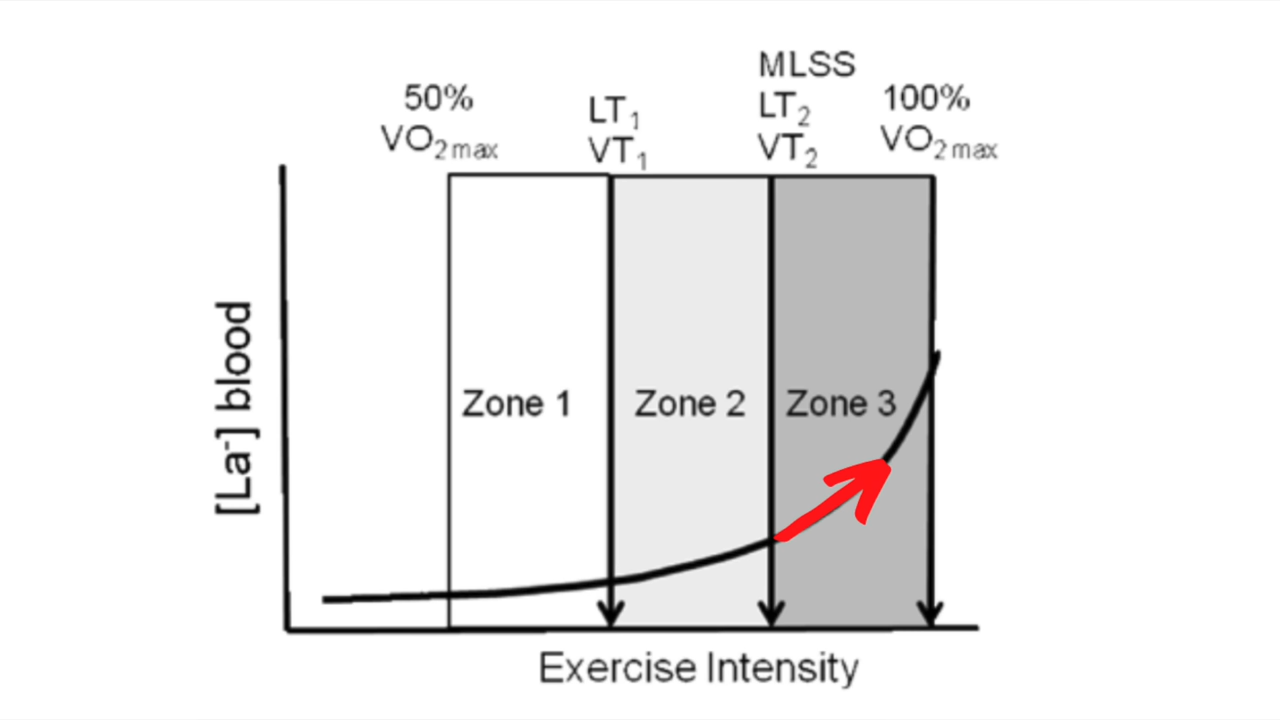 50%
VO₂ max
LT₁
VT₁
MLSS
LT₂
VT₂
100%
VO₂ max
[La⁻] blood
Zone 1
Zone 2
Zone 3
Exercise Intensity